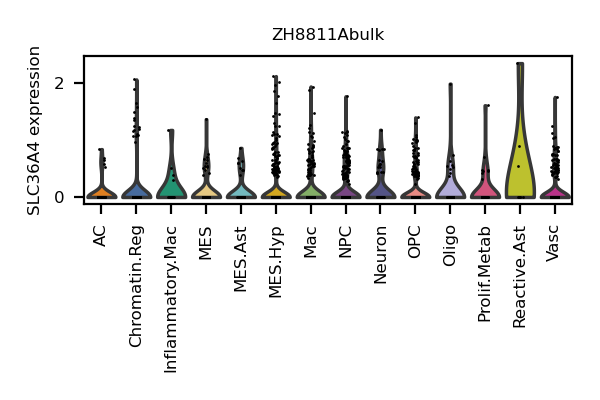 ZH8811Abulk
SLC36A4 expression
2
0
AC
Chromatin.Reg
Inflammatory.Mac
MES
MES.Ast
MES.Hyp
Mac
NPC
Neuron
OPC
Oligo
Prolif.Metab
Reactive.Ast
Vasc